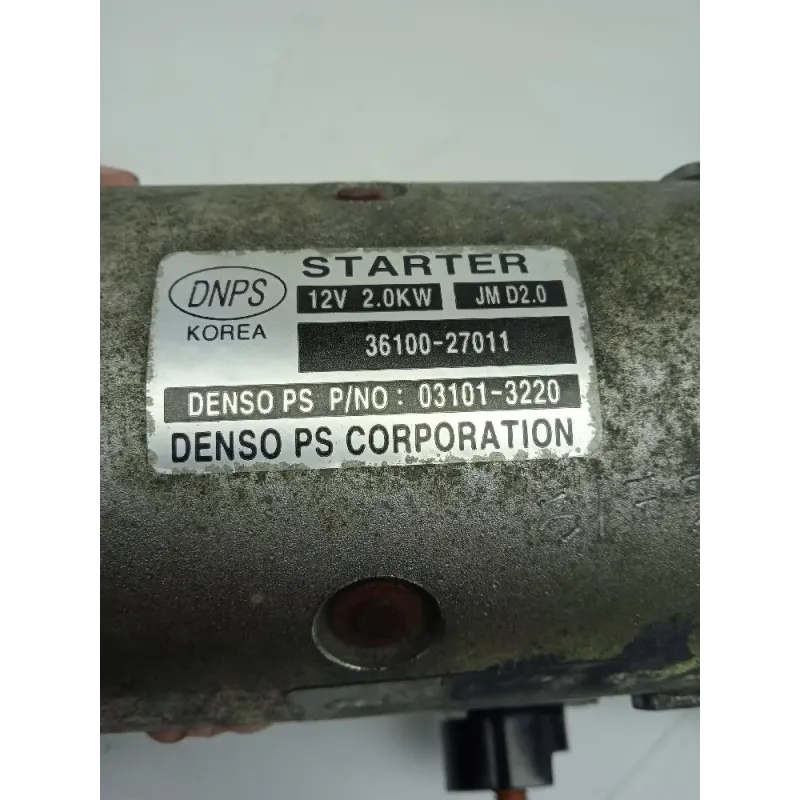 DNPS
KOREA
STARTER
12V 2.0KW JM D2.0
36100-27011
DENSO PS P/NO : 03101-3220
DENSO PS CORPORATION